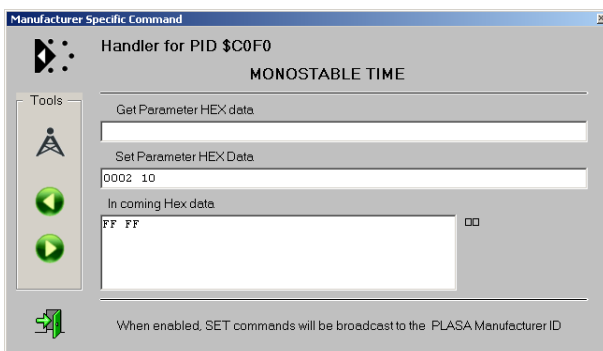 Manufacturer Specific Command
Handler for PID $C0F0
MONOSTABLE TIME
Tools
Get Parameter HEX data
Set Parameter HEX Data
0002 10
In coming Hex data
FF FF
When enabled, SET commands will be broadcast to the PLASA Manufacturer ID